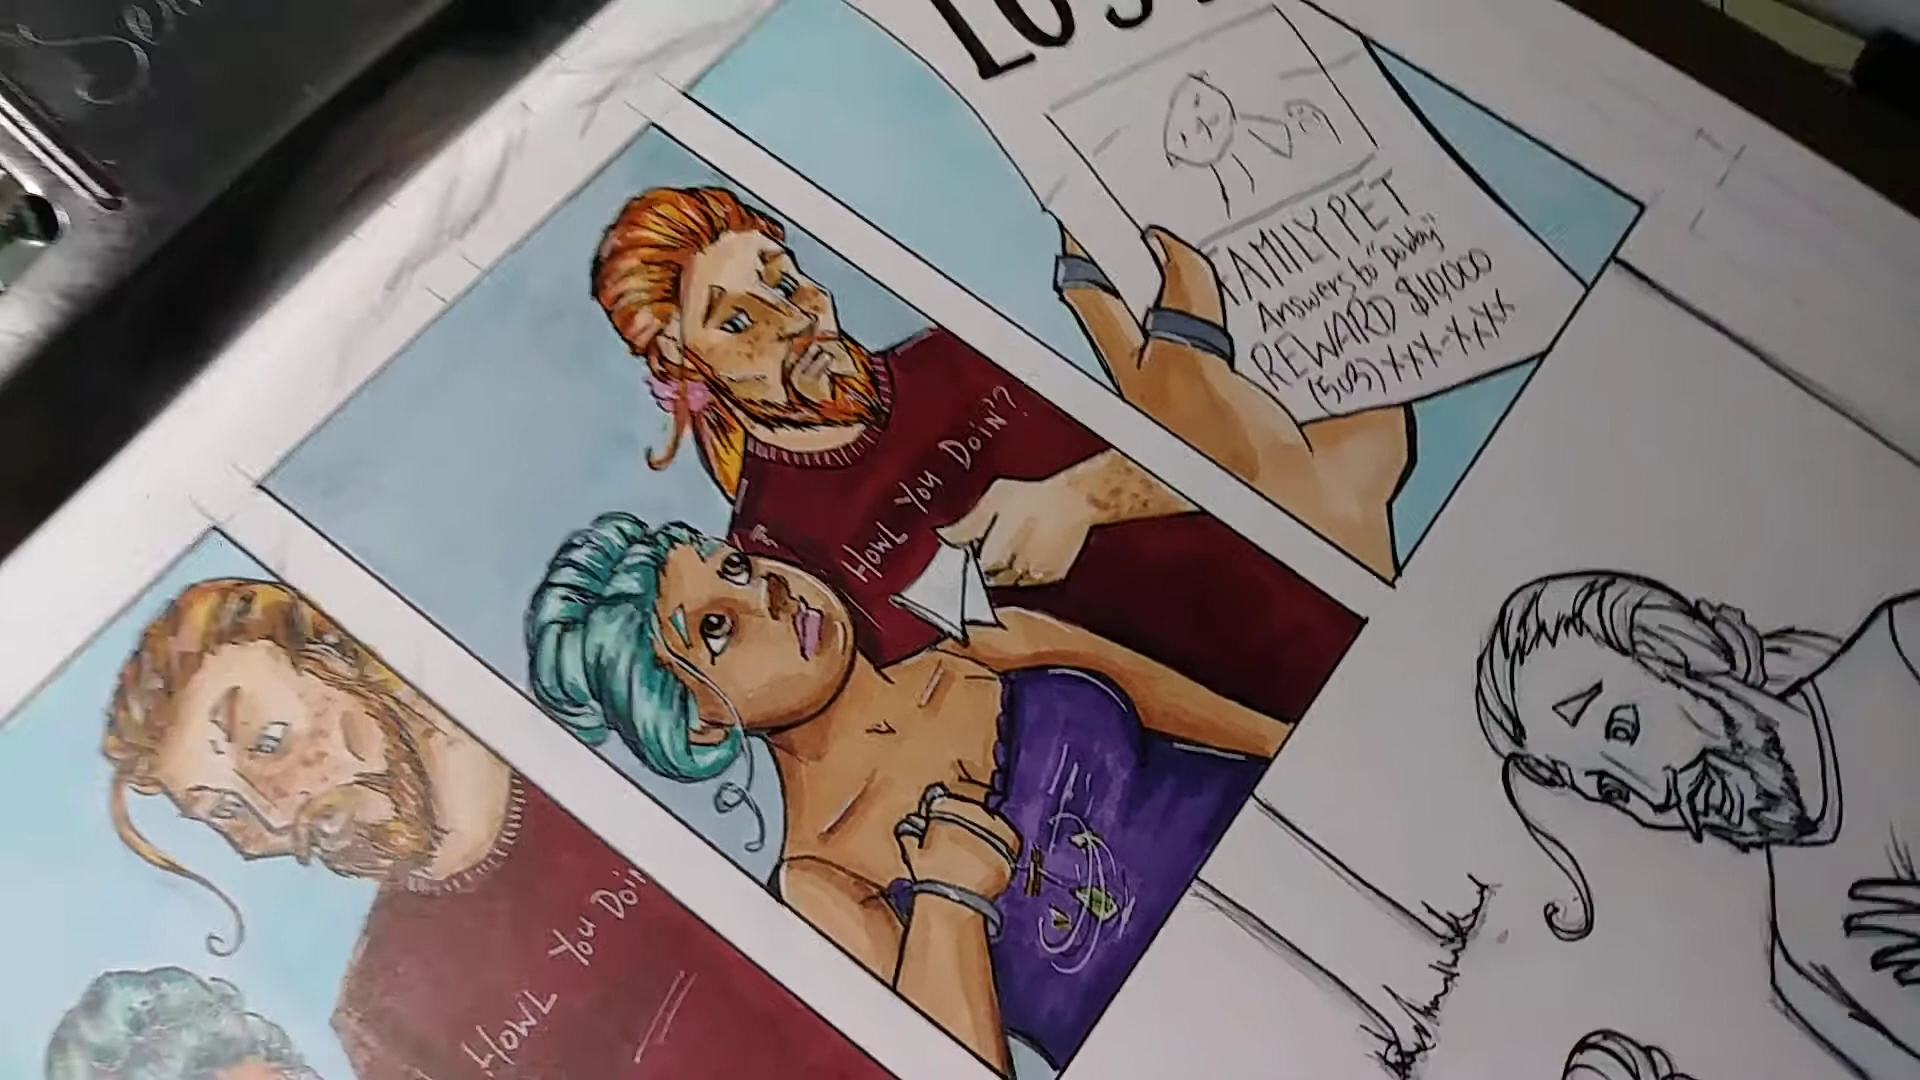 LOST
FAMILY PET
Answers to "Dobby"
REWARD $10,000
(503) XXX-XXXX
HOWL YOU DOIN'?
HOWL YOU DOIN